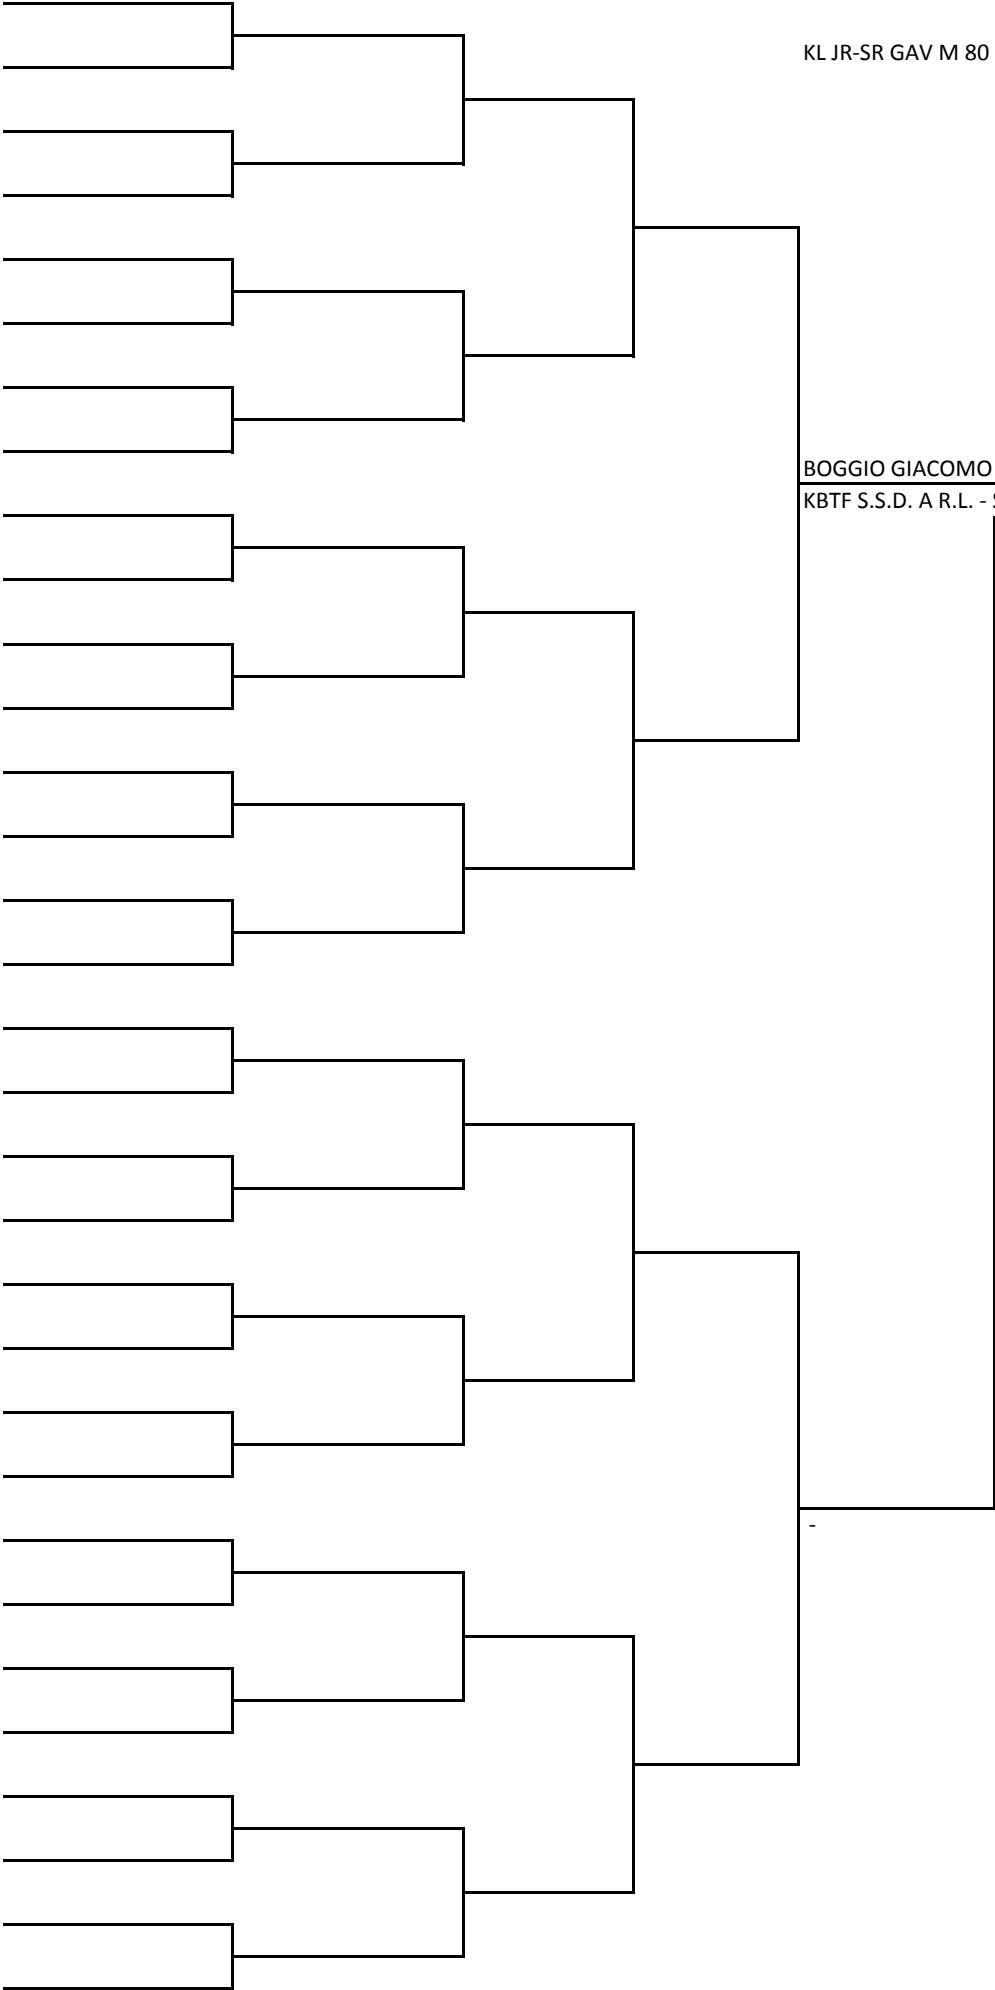 KL JR-SR GAV M 80
BOGGIO GIACOMO
KBTF S.S.D. A R.L. -
-